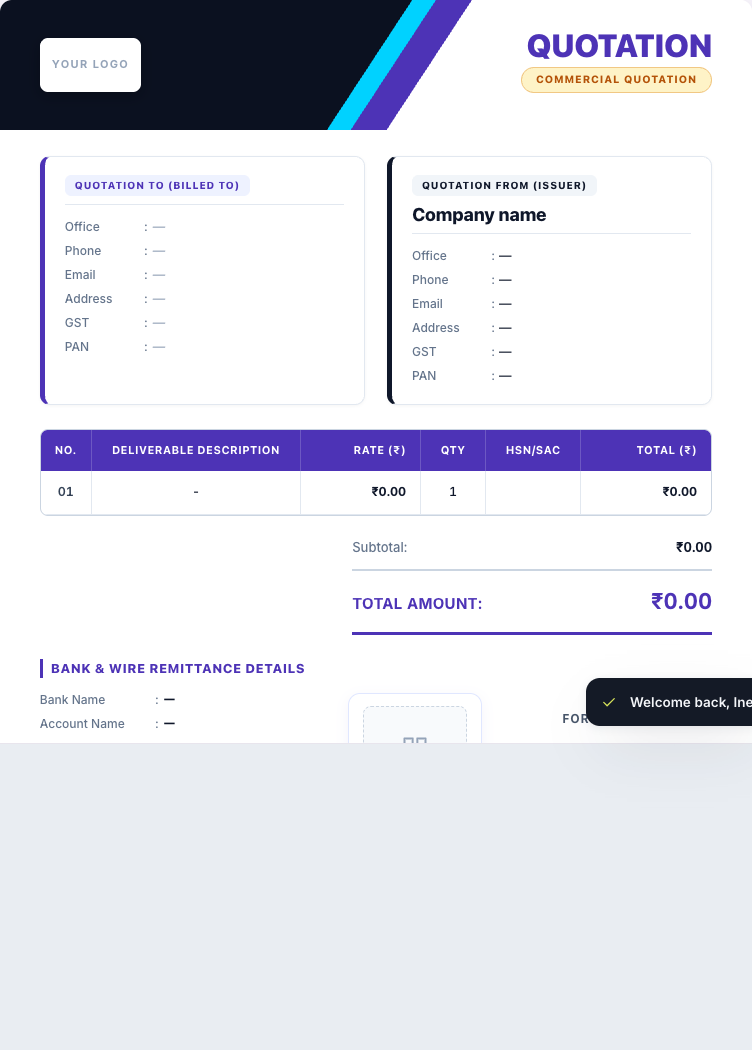 YOUR LOGO
QUOTATION
COMMERCIAL QUOTATION
QUOTATION TO (BILLED TO)
Office : —
Phone : —
Email : —
Address : —
GST : —
PAN : —
QUOTATION FROM (ISSUER)
Company name
Office : —
Phone : —
Email : —
Address : —
GST : —
PAN : —
NO. DELIVERABLE DESCRIPTION RATE (₹) QTY HSN/SAC TOTAL (₹)
01 - ₹0.00 1 ₹0.00
Subtotal: ₹0.00
TOTAL AMOUNT: ₹0.00
BANK & WIRE REMITTANCE DETAILS
Bank Name : —
Account Name : —
FOR
Welcome back,